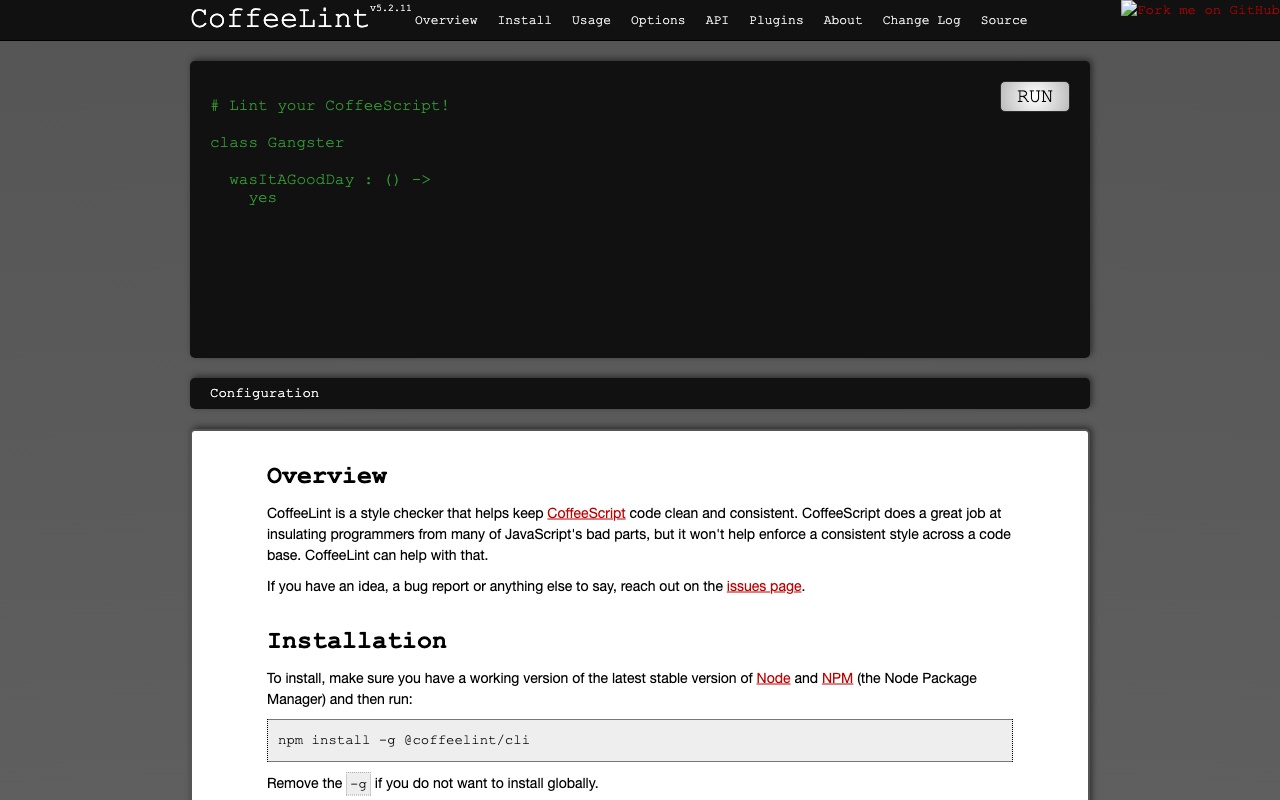 CoffeeLint v5.2.11 Overview Install Usage Options API Plugins About Change Log Source Fork me on GitHub
# Lint your CoffeeScript!
RUN
class Gangster
wasItAGoodDay : () ->
yes
Configuration
Overview
CoffeeLint is a style checker that helps keep CoffeeScript code clean and consistent. CoffeeScript does a great job at
insulating programmers from many of JavaScript's bad parts, but it won't help enforce a consistent style across a code
base. CoffeeLint can help with that.
If you have an idea, a bug report or anything else to say, reach out on the issues page.
Installation
To install, make sure you have a working version of the latest stable version of Node and NPM (the Node Package
Manager) and then run:
npm install -g @coffeelint/cli
Remove the -g if you do not want to install globally.